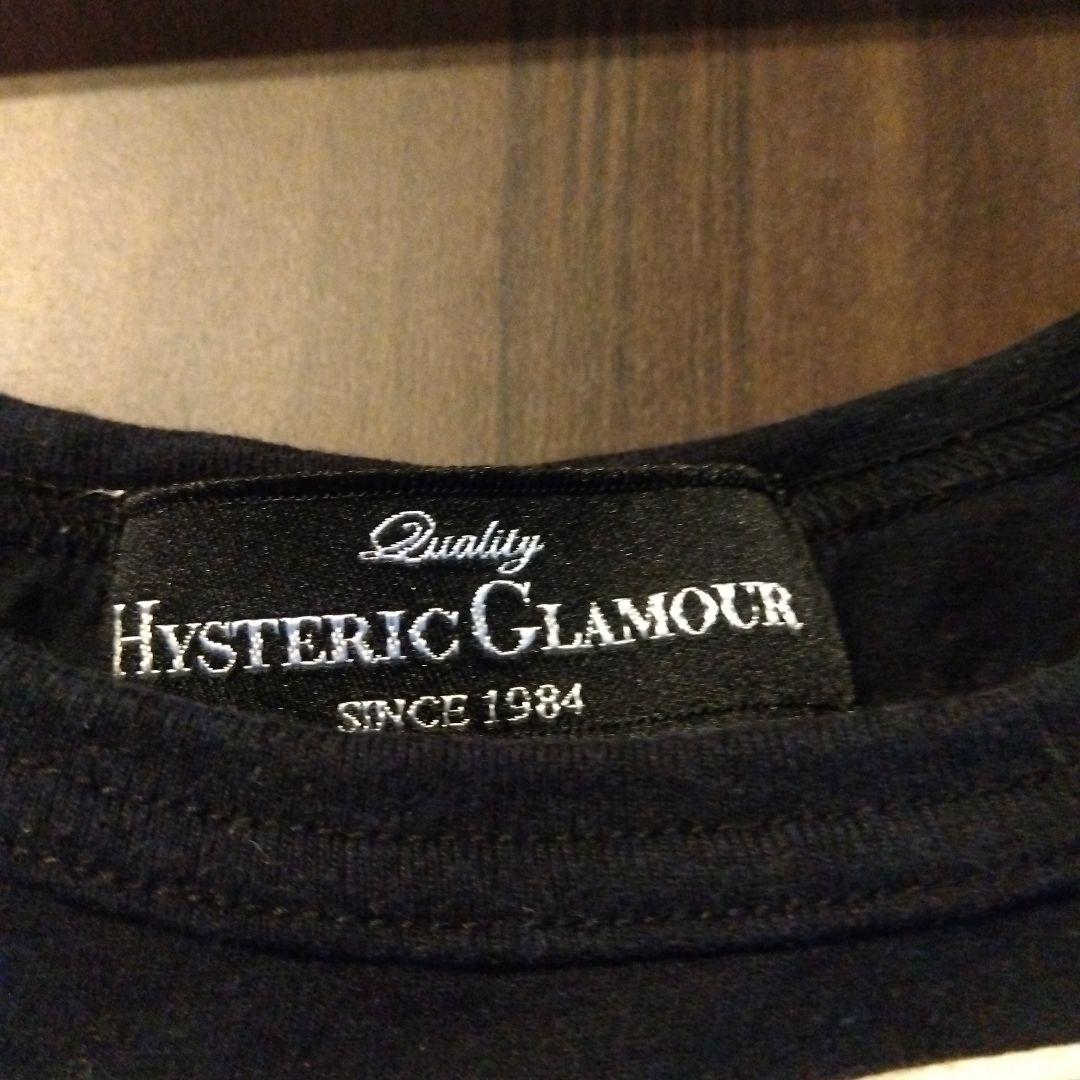 Quality
HYSTERIC GLAMOUR
SINCE 1984